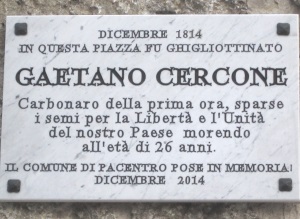 DICEMBRE 1814
IN QUESTA PIAZZA FU GHIGLIOTTINATO
GAETANO CERCONE
Carbonaro della prima ora, sparse
i semi per la Libertà e l'Unità
del nostro Paese morendo
all'età di 26 anni.
IL COMUNE DI PACENTRO POSE IN MEMORIA:
DICEMBRE 2014